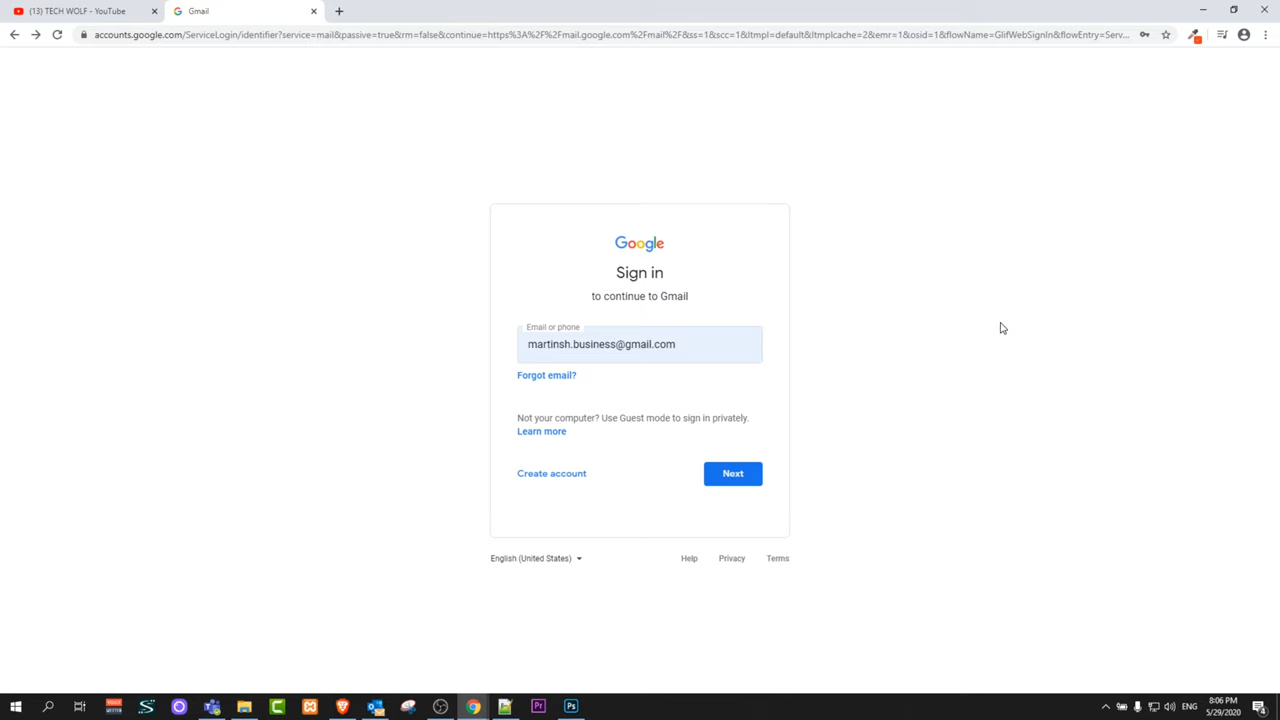 (13) TECH WOLF - YouTube
Gmail
accounts.google.com/ServiceLogin/identifier?service=mail&passive=true&rm=false&continue=https%3A%2F%2Fmail.google.com%2Fmail%2F&ss=1&scc=1&ltmpl=default&ltmplcache=2&emr=1&osid=1&flowName=GlifWebSignIn&flowEntry=Serv...
Google
Sign in
to continue to Gmail
Email or phone
martinsh.business@gmail.com
Forgot email?
Not your computer? Use Guest mode to sign in privately.
Learn more
Create account
Next
English (United States)
Help Privacy Terms
S
Pr
Ps
ENG
8:06 PM
5/29/2020
4